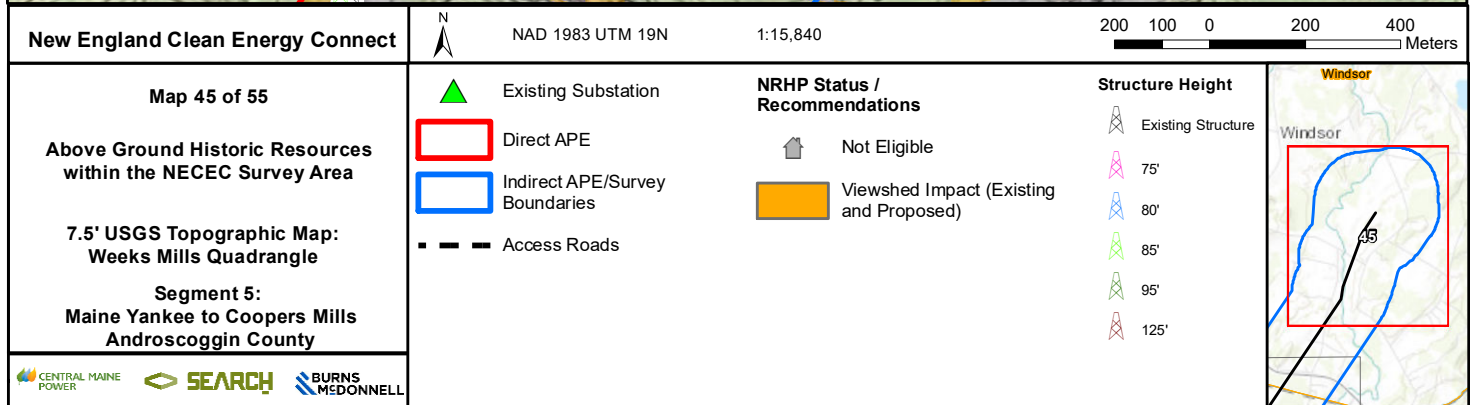 New England Clean Energy Connect
N
NAD 1983 UTM 19N
1:15,840
200 100 0 200 400
Meters
Map 45 of 55
Above Ground Historic Resources
within the NECEC Survey Area
7.5' USGS Topographic Map:
Weeks Mills Quadrangle
Segment 5:
Maine Yankee to Coopers Mills
Androscoggin County
CENTRAL MAINE
POWER
SEARCH
BURNS
McDONNELL
Existing Substation
Direct APE
Indirect APE/Survey
Boundaries
Access Roads
NRHP Status /
Recommendations
Not Eligible
Viewshed Impact (Existing
and Proposed)
Structure Height
Existing Structure
75'
80'
85'
95'
125'
Windsor
Windsor
45